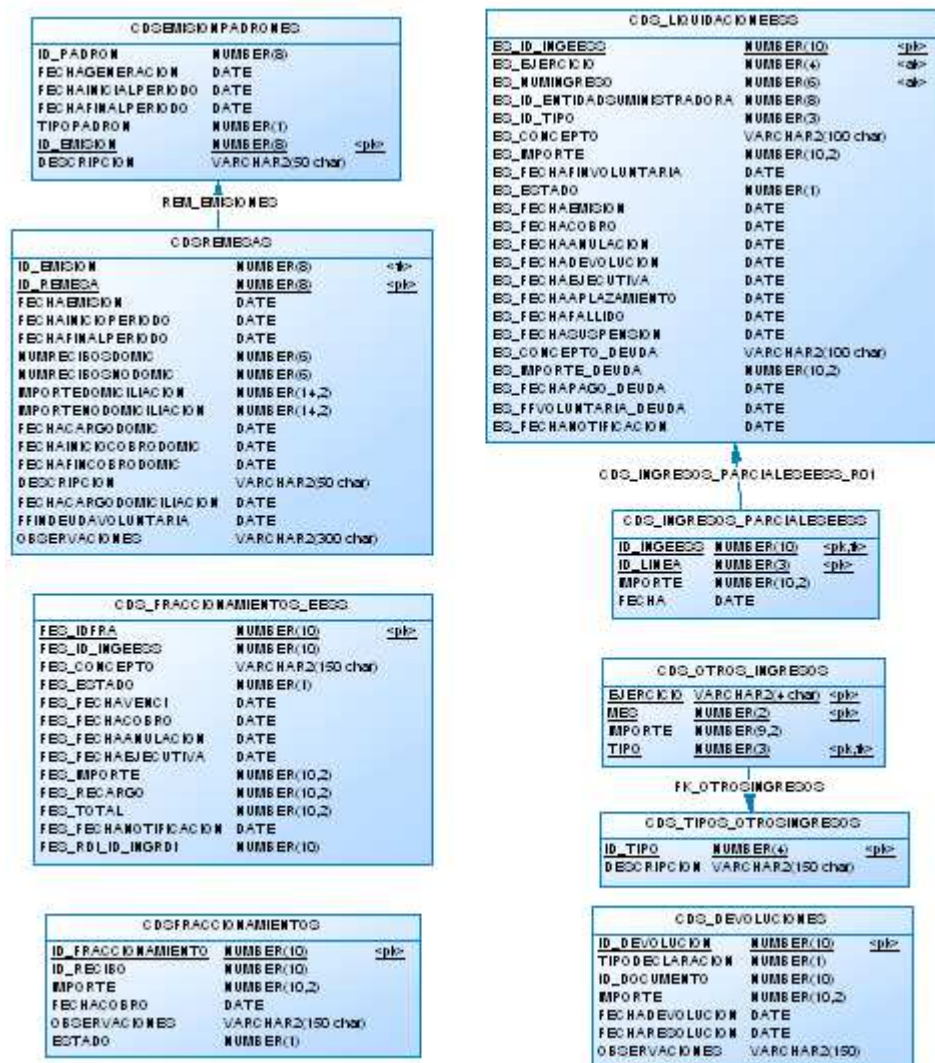 CDSEMISIONPADRONES
ID_PADRON NUMBER(8)
FECHAGENERACION DATE
FECHAINICIALPERIODO DATE
FECHAFINALPERIODO DATE
TIPOPADRON NUMBER(1)
ID_EMISION NUMBER(8) <pk>
DESCRIPCION VARCHAR2(50 char)
REM_EMISIONES
CDSREMESAS
ID_EMISION NUMBER(8) <fk>
ID_REMESA NUMBER(8) <pk>
FECHAEMISION DATE
FECHAINICIOPERIODO DATE
FECHAFINALPERIODO DATE
NUMRECIBOSDOMIC NUMBER(6)
NUMRECIBOSNODOMIC NUMBER(6)
IMPORTEDOMICILIACION NUMBER(14,2)
IMPORTENODOMICILIACION NUMBER(14,2)
FECHACARGODOMIC DATE
FECHAINICIOCOBRODOMIC DATE
FECHAFINCOBRODOMIC DATE
DESCRIPCION VARCHAR2(50 char)
FECHACARGODOMICILIACION DATE
FFINDEUDAVOLUNTARIA DATE
OBSERVACIONES VARCHAR2(300 char)
CDS_FRACCIONAMIENTOS_EESS
FES_IDFRA NUMBER(10) <pk>
FES_ID_INGEESS NUMBER(10)
FES_CONCEPTO VARCHAR2(150 char)
FES_ESTADO NUMBER(1)
FES_FECHAVENCI DATE
FES_FECHACOBRO DATE
FES_FECHAANULACION DATE
FES_FECHAEJECUTIVA DATE
FES_IMPORTE NUMBER(10,2)
FES_RECARGO NUMBER(10,2)
FES_TOTAL NUMBER(10,2)
FES_FECHANOTIFICACION DATE
FES_RDI_ID_INGRDI NUMBER(10)
CDSFRACCIONAMIENTOS
ID_FRACCIONAMIENTO NUMBER(10) <pk>
ID_RECIBO NUMBER(10)
IMPORTE NUMBER(10,2)
FECHACOBRO DATE
OBSERVACIONES VARCHAR2(150 char)
ESTADO NUMBER(1)
CDS_LIQUIDACIONEESS
ES_ID_INGEESS NUMBER(10) <pk>
ES_EJERCICIO NUMBER(4) <ak>
ES_NUMINGRESO NUMBER(6) <ak>
ES_ID_ENTIDADSUMINISTRADORA NUMBER(8)
ES_ID_TIPO NUMBER(3)
ES_CONCEPTO VARCHAR2(100 char)
ES_IMPORTE NUMBER(10,2)
ES_FECHAFINVOLUNTARIA DATE
ES_ESTADO NUMBER(1)
ES_FECHAEMISION DATE
ES_FECHACOBRO DATE
ES_FECHAANULACION DATE
ES_FECHADEVOLUCION DATE
ES_FECHAEJECUTIVA DATE
ES_FECHAAPLAZAMIENTO DATE
ES_FECHAFALLIDO DATE
ES_FECHASUSPENSION DATE
ES_CONCEPTO_DEUDA VARCHAR2(100 char)
ES_IMPORTE_DEUDA NUMBER(10,2)
ES_FECHAPAGO_DEUDA DATE
ES_FFVOLUNTARIA_DEUDA DATE
ES_FECHANOTIFICACION DATE
CDS_INGRESOS_PARCIALESEESS_R01
CDS_INGRESOS_PARCIALESEESS
ID_INGEESS NUMBER(10) <pk,fk>
ID_LINEA NUMBER(3) <pk>
IMPORTE NUMBER(10,2)
FECHA DATE
CDS_OTROS_INGRESOS
EJERCICIO VARCHAR2(4 char) <pk>
MES NUMBER(2) <pk>
IMPORTE NUMBER(9,2)
TIPO NUMBER(3) <pk,fk>
FK_OTROSINGRESOS
CDS_TIPOS_OTROSINGRESOS
ID_TIPO NUMBER(4) <pk>
DESCRIPCION VARCHAR2(150 char)
CDS_DEVOLUCIONES
ID_DEVOLUCION NUMBER(10) <pk>
TIPODECLARACION NUMBER(1)
ID_DOCUMENTO NUMBER(10)
IMPORTE NUMBER(10,2)
FECHADEVOLUCION DATE
FECHARESOLUCION DATE
OBSERVACIONES VARCHAR2(150)